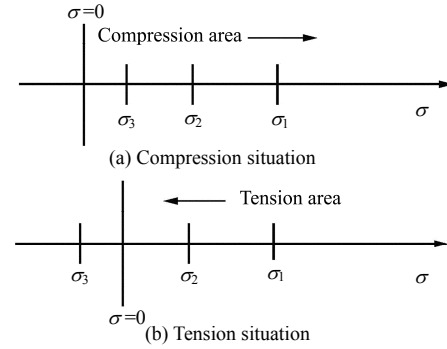 σ=0
Compression area
σ₃ σ₂ σ₁ σ
(a) Compression situation
Tension area
σ₃ σ₂ σ₁ σ
σ=0
(b) Tension situation